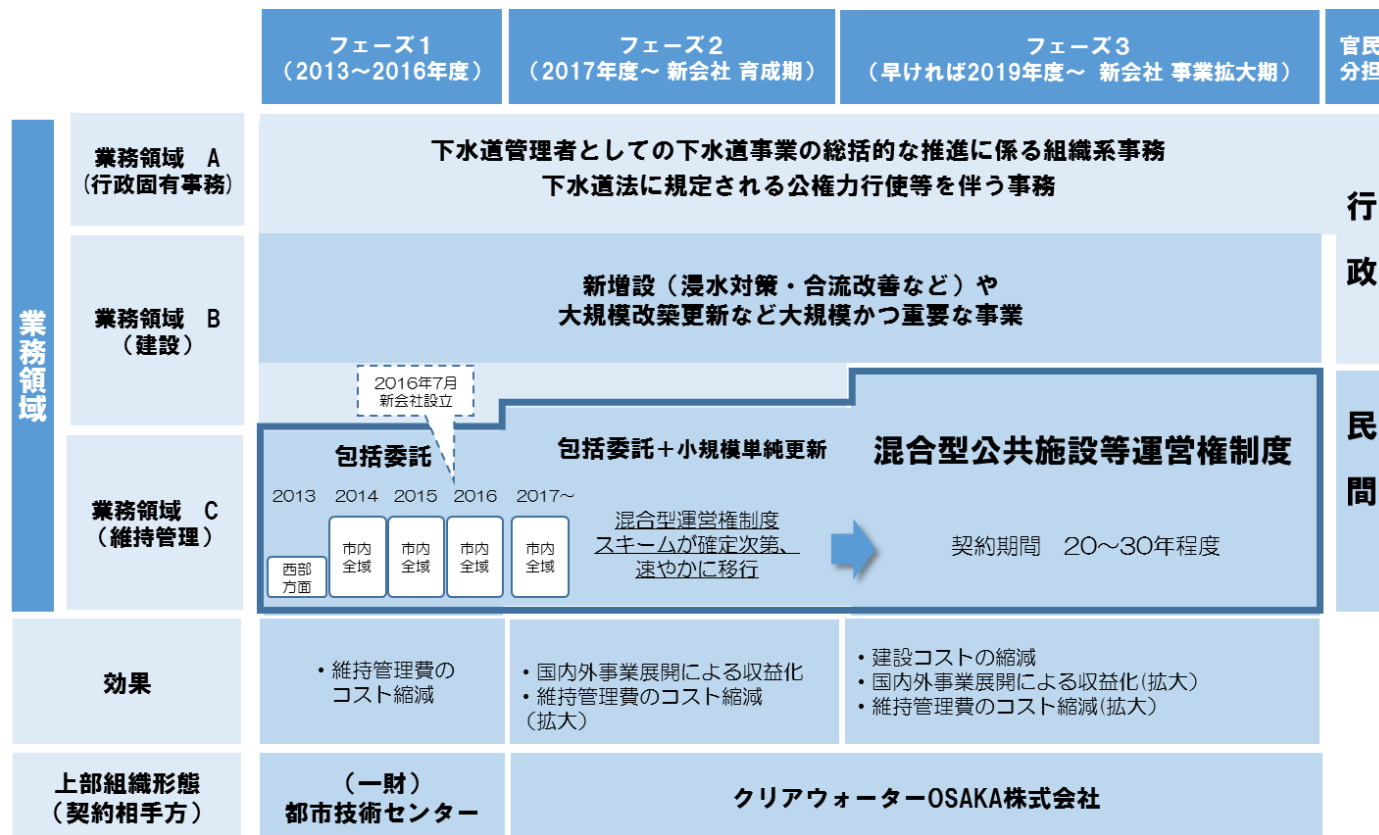 フェーズ1
（2013～2016年度）
フェーズ2
（2017年度～ 新会社 育成期）
フェーズ3
（早ければ2019年度～ 新会社 事業拡大期）
官民
分担
業務領域
業務領域　A
(行政固有事務)
下水道管理者としての下水道事業の総括的な推進に係る組織系事務
下水道法に規定される公権力行使等を伴う事務
行政
業務領域　B
（建設）
新増設（浸水対策・合流改善など）や
大規模改築更新など大規模かつ重要な事業
2016年7月
新会社設立
民間
業務領域　C
（維持管理）
包括委託
2013 2014 2015 2016 2017～
西部
方面
市内
全域
市内
全域
市内
全域
市内
全域
包括委託＋小規模単純更新
混合型運営権制度
スキームが確定次第、
速やかに移行
混合型公共施設等運営権制度
契約期間　20～30年程度
効果
・維持管理費の
コスト縮減
・国内外事業展開による収益化
・維持管理費のコスト縮減
（拡大）
・建設コストの縮減
・国内外事業展開による収益化(拡大)
・維持管理費のコスト縮減(拡大)
上部組織形態
（契約相手方）
（一財）
都市技術センター
クリアウォーターOSAKA株式会社